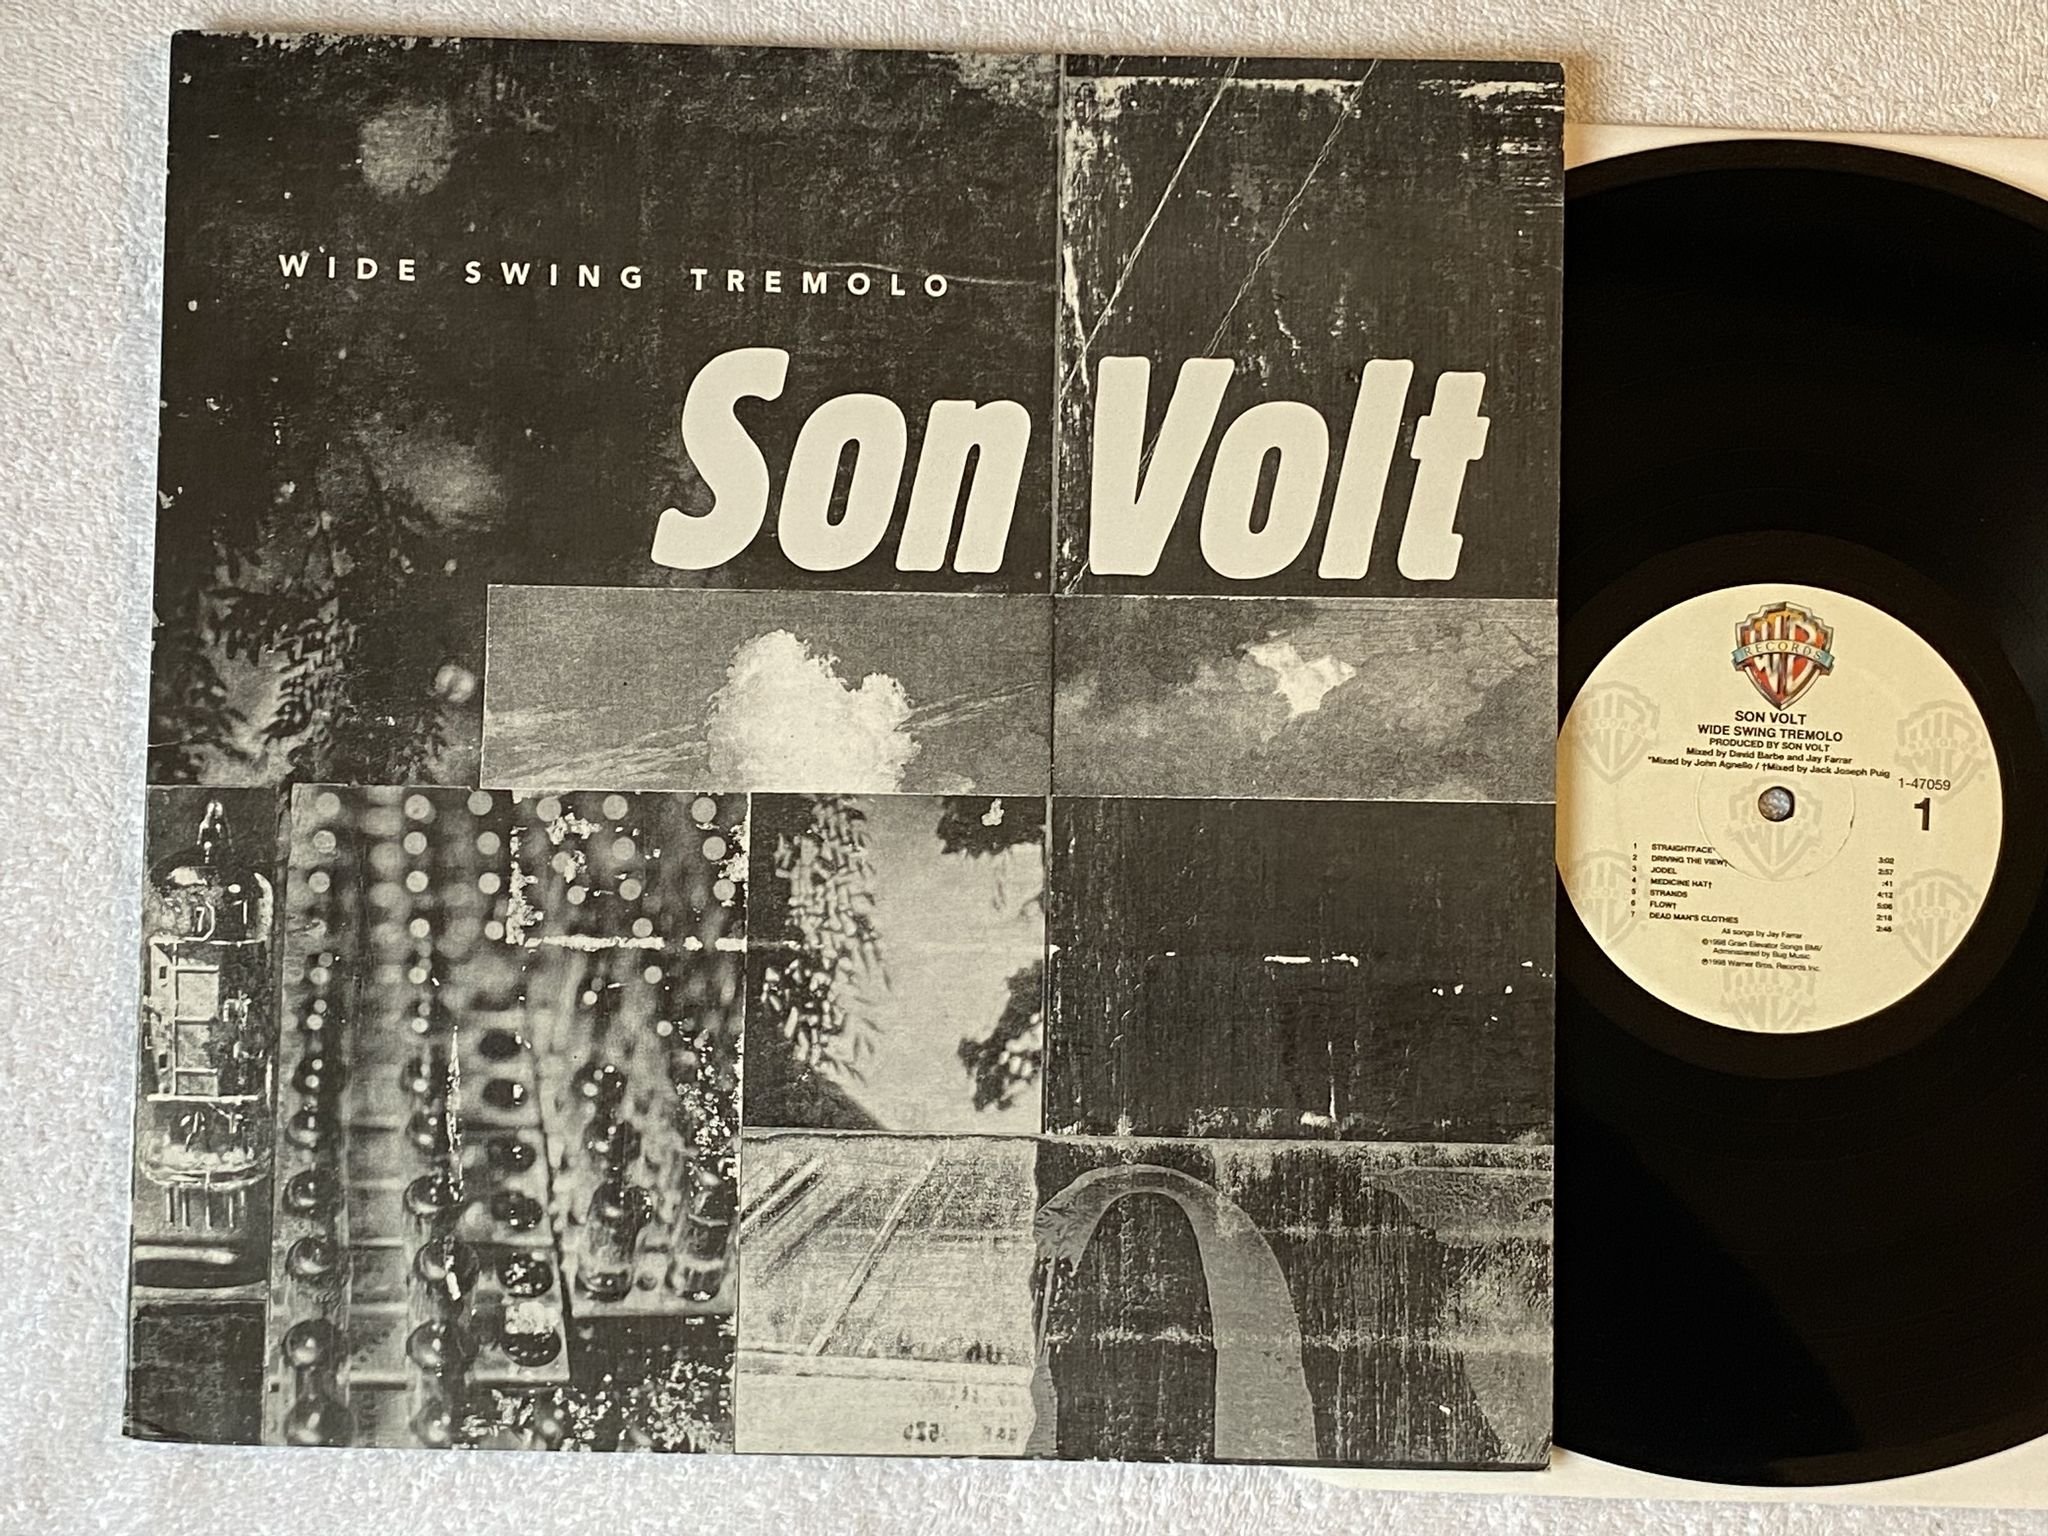 WIDE SWING TREMOLO
Son Volt
RECORDS
SON VOLT
WIDE SWING TREMOLO
PRODUCED BY SON VOLT
Mixed by David Barbe and Jay Farrar
*Mixed by John Agnello / †Mixed by Jack Joseph Puig
1-47059
1
1 STRAIGHTFACE* 3:02
2 DRIVING THE VIEW† 2:57
3 JODEL :41
4 MEDICINE HAT† 4:12
5 STRANDS 5:06
6 FLOW† 2:18
7 DEAD MAN'S CLOTHES 2:46
All songs by Jay Farrar
©1998 Grain Elevator Songs BMI/
Administered by Bug Music
℗1998 Warner Bros. Records Inc.